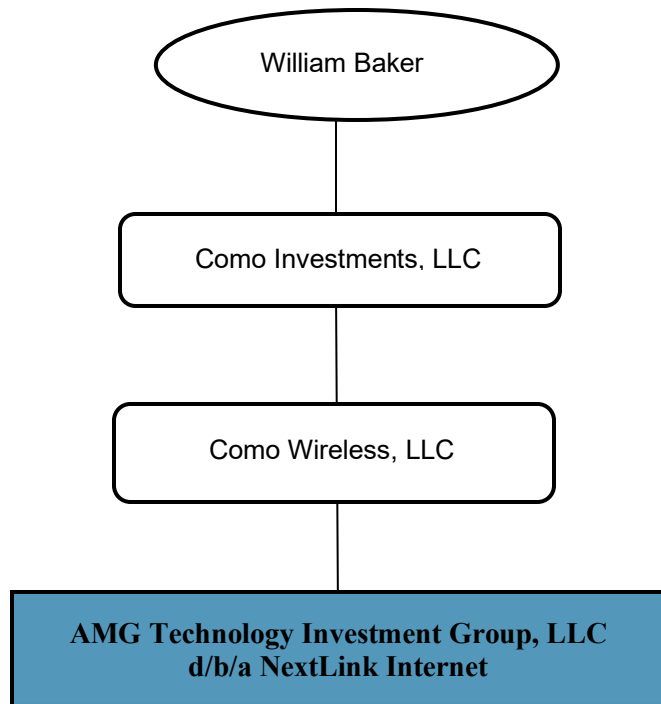 William Baker
Como Investments, LLC
Como Wireless, LLC
AMG Technology Investment Group, LLC
d/b/a NextLink Internet